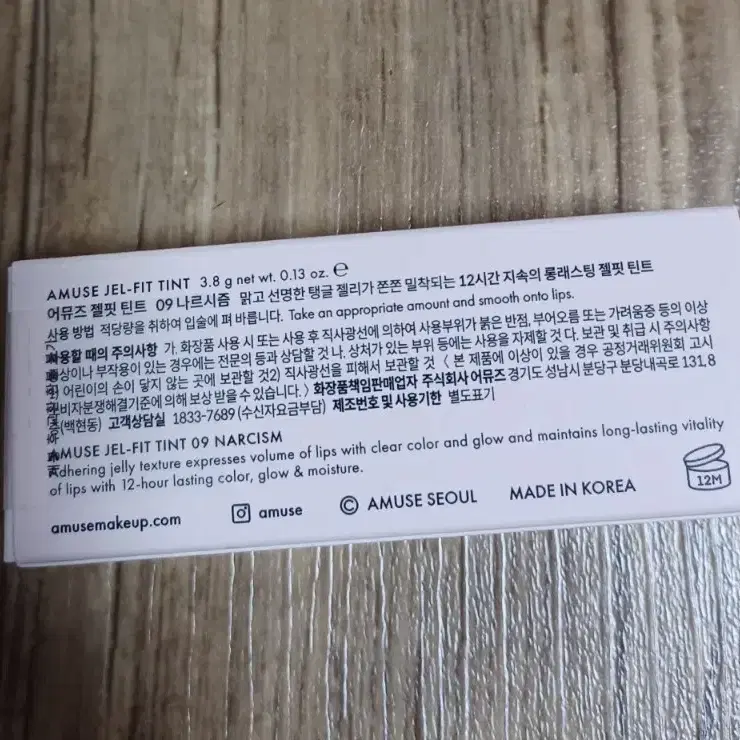 AMUSE JEL-FIT TINT 3.8 g net wt. 0.13 oz. ℮
어뮤즈 젤핏 틴트 09 나르시즘 맑고 선명한 탱글 젤리가 쫀쫀 밀착되는 12시간 지속의 롱래스팅 젤핏 틴트
사용 방법 적당량을 취하여 입술에 펴 바릅니다. Take an appropriate amount and smooth onto lips.
사용할 때의 주의사항 가. 화장품 사용 시 또는 사용 후 직사광선에 의하여 사용부위가 붉은 반점, 부어오름 또는 가려움증 등의 이상
증상이나 부작용이 있는 경우에는 전문의 등과 상담할 것 나. 상처가 있는 부위 등에는 사용을 자제할 것 다. 보관 및 취급 시 주의사항
1) 어린이의 손이 닿지 않는 곳에 보관할 것 2) 직사광선을 피해서 보관할 것 〈 본 제품에 이상이 있을 경우 공정거래위원회 고시
소비자분쟁해결기준에 의해 보상 받을 수 있습니다. 〉 화장품책임판매업자 주식회사 어뮤즈 경기도 성남시 분당구 분당내곡로 131, 8
층(백현동) 고객상담실 1833-7689 (수신자요금부담) 제조번호 및 사용기한 별도표기
AMUSE JEL-FIT TINT 09 NARCISM
Adhering jelly texture expresses volume of lips with clear color and glow and maintains long-lasting vitality
of lips with 12-hour lasting color, glow & moisture.
amusemakeup.com amuse © AMUSE SEOUL MADE IN KOREA 12M